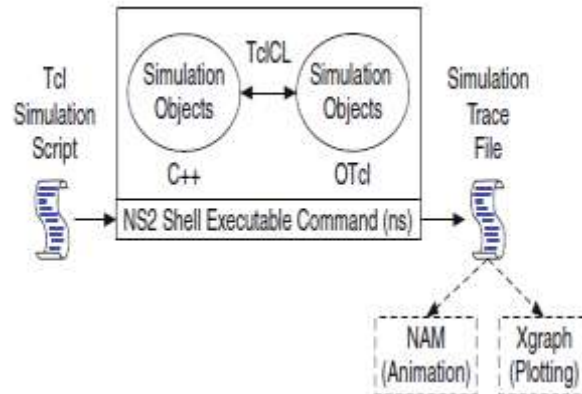 Tcl
Simulation
Script
TclCL
Simulation
Objects
Simulation
Objects
C++
OTcl
NS2 Shell Executable Command (ns)
Simulation
Trace
File
NAM
(Animation)
Xgraph
(Plotting)